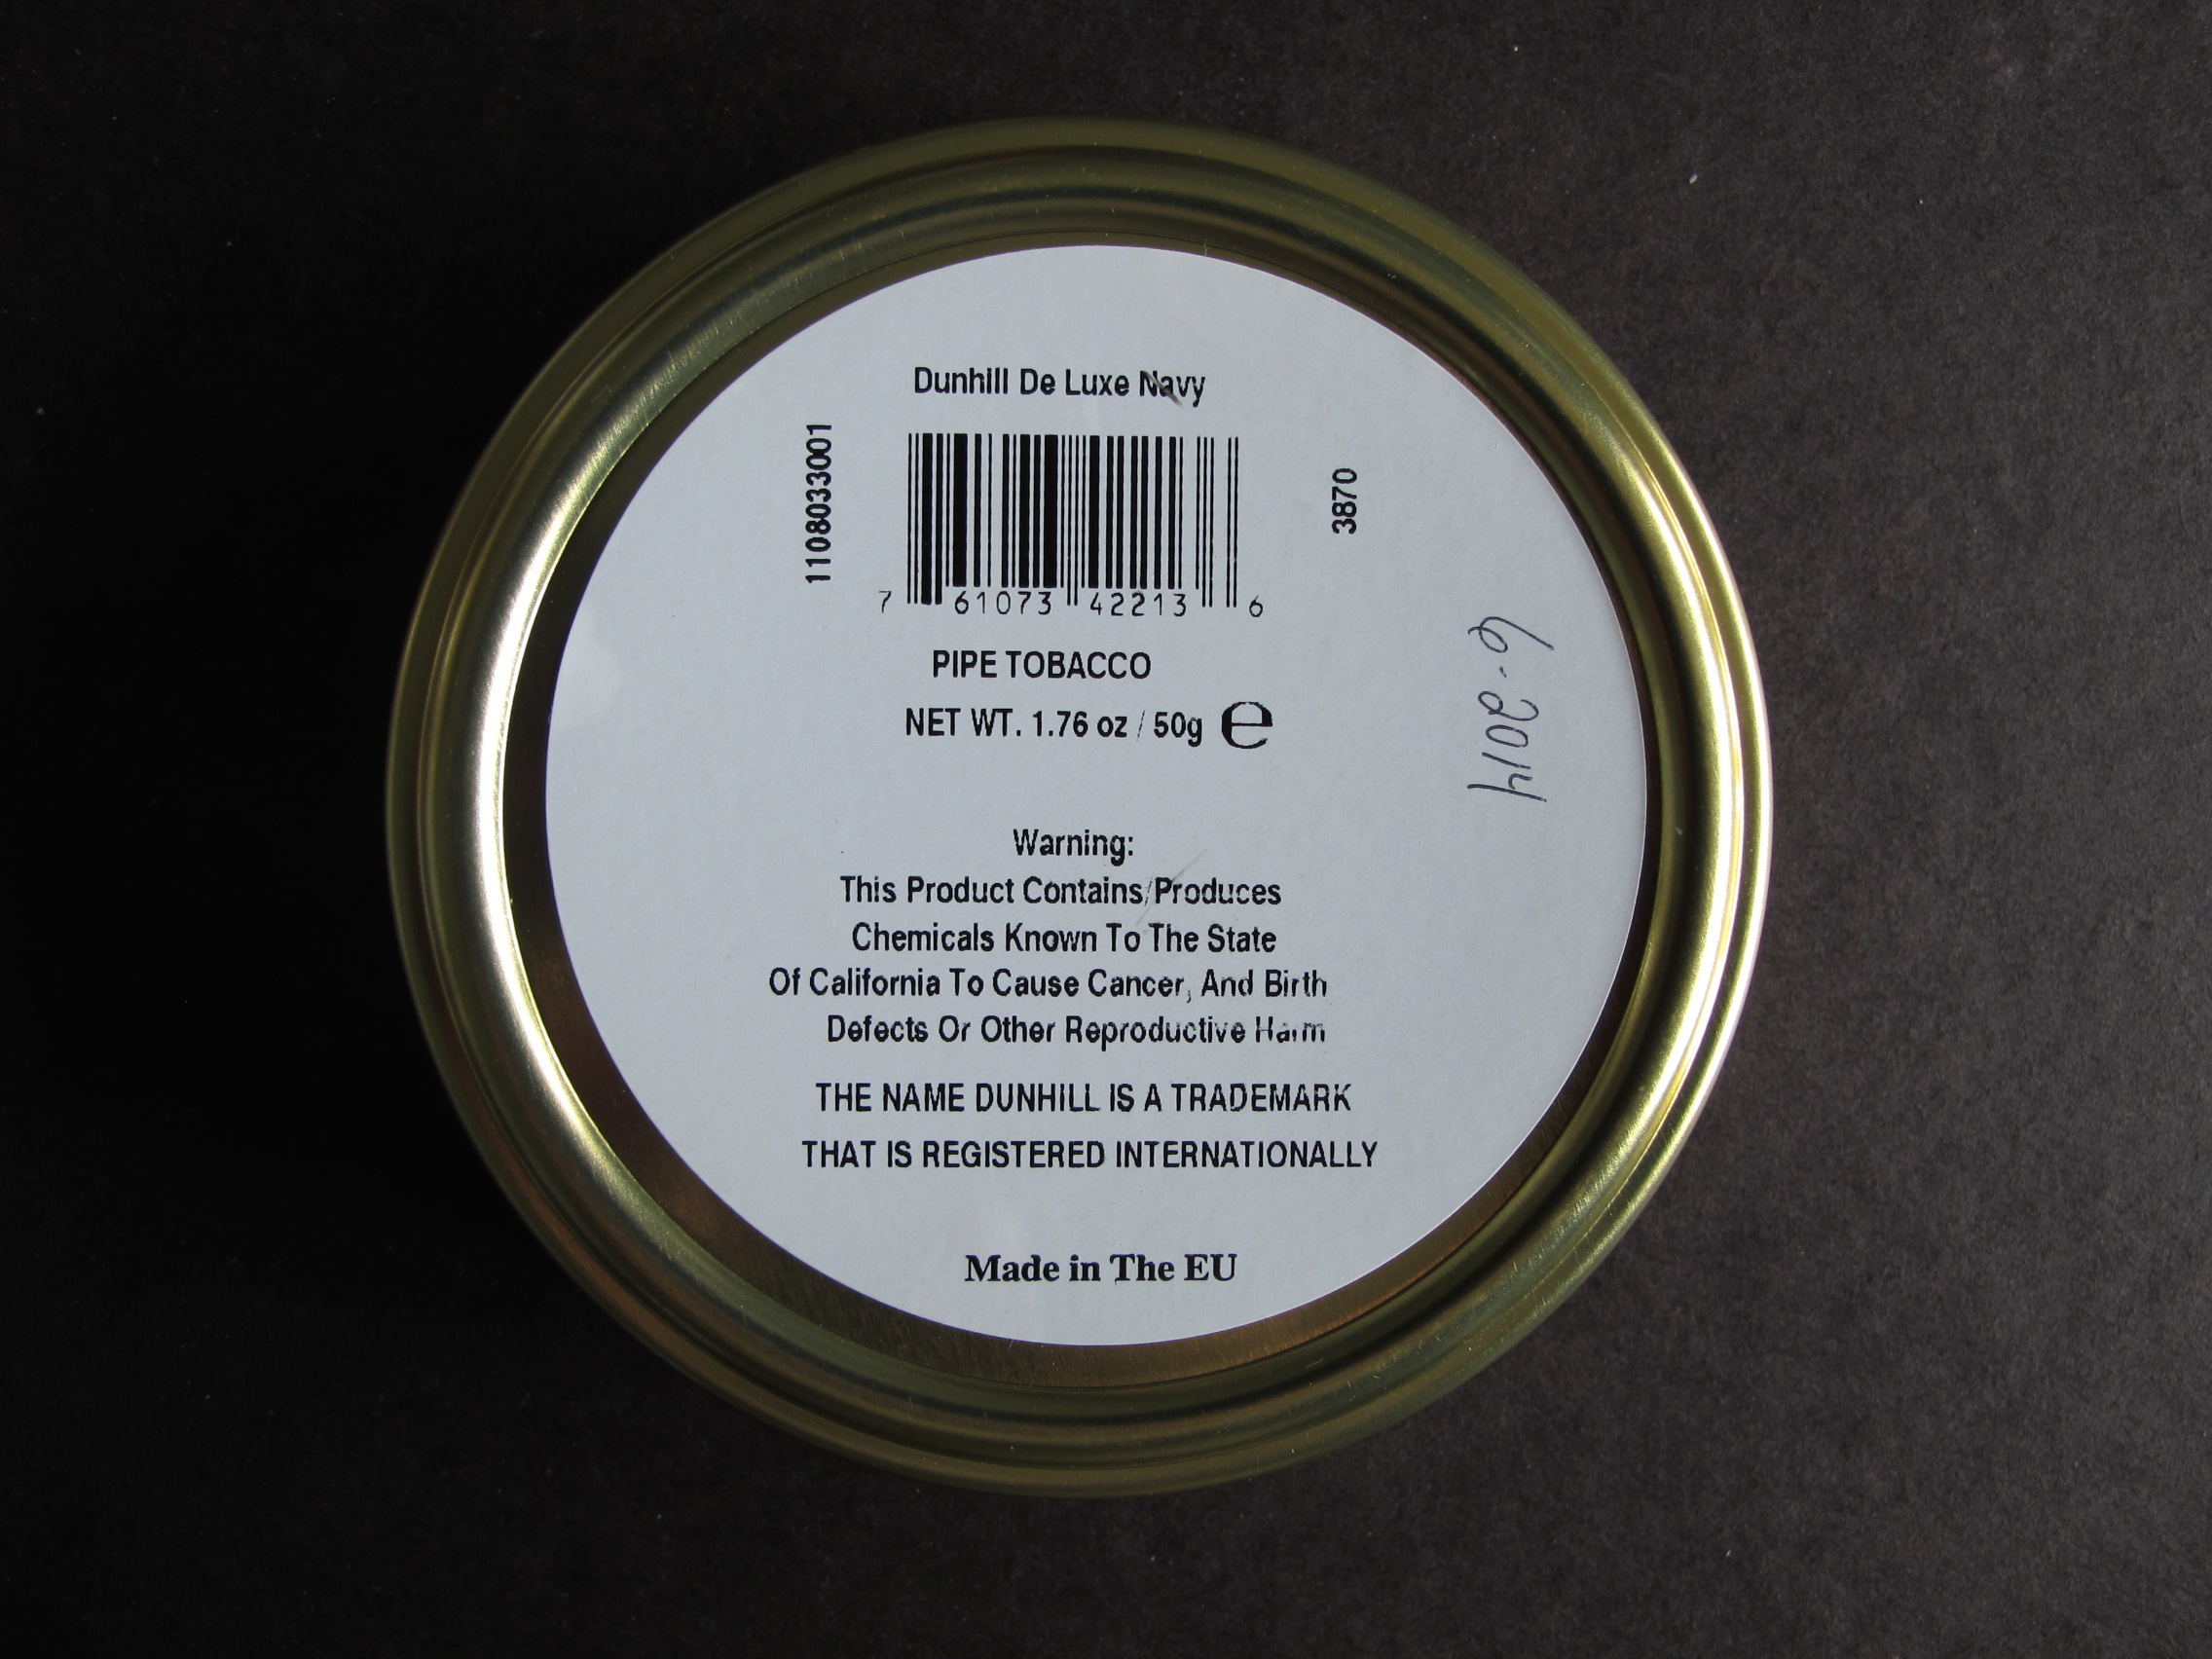 Dunhill De Luxe Navy
1108033001
3870
7 61073 42213 6
PIPE TOBACCO
NET WT. 1.76 oz / 50g e
6-2014
Warning:
This Product Contains/Produces
Chemicals Known To The State
Of California To Cause Cancer, And Birth
Defects Or Other Reproductive Harm
THE NAME DUNHILL IS A TRADEMARK
THAT IS REGISTERED INTERNATIONALLY
Made in The EU